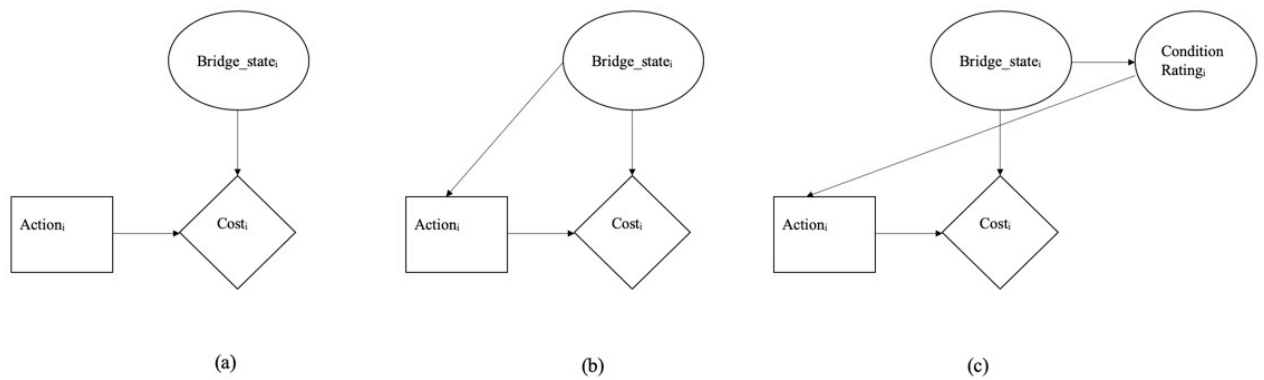 Bridge_stateᵢ
Actionᵢ
Costᵢ
(a)
Bridge_stateᵢ
Actionᵢ
Costᵢ
(b)
Bridge_stateᵢ
Condition
Ratingᵢ
Actionᵢ
Costᵢ
(c)